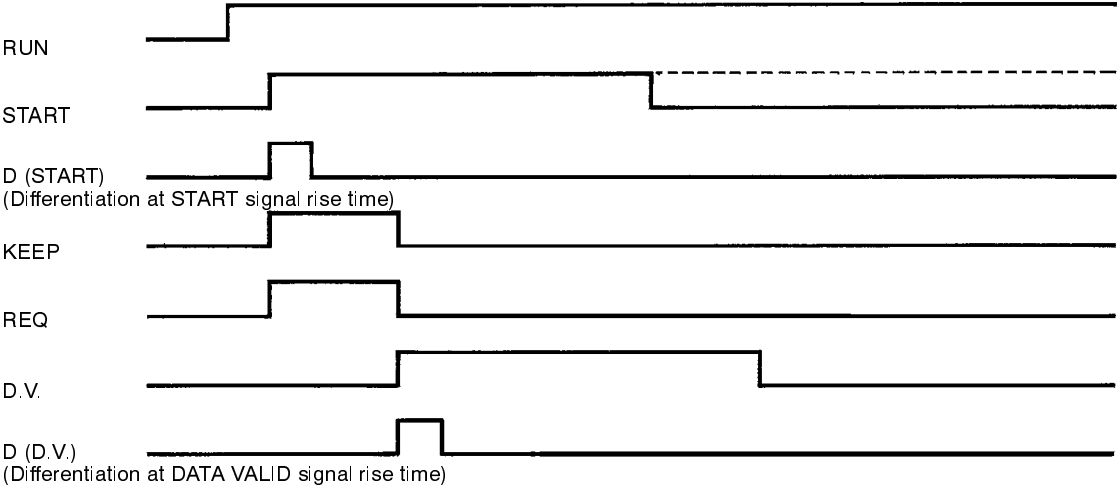 RUN
START
D (START)
(Differentiation at START signal rise time)
KEEP
REQ
D.V.
D (D.V.)
(Differentiation at DATA VALID signal rise time)